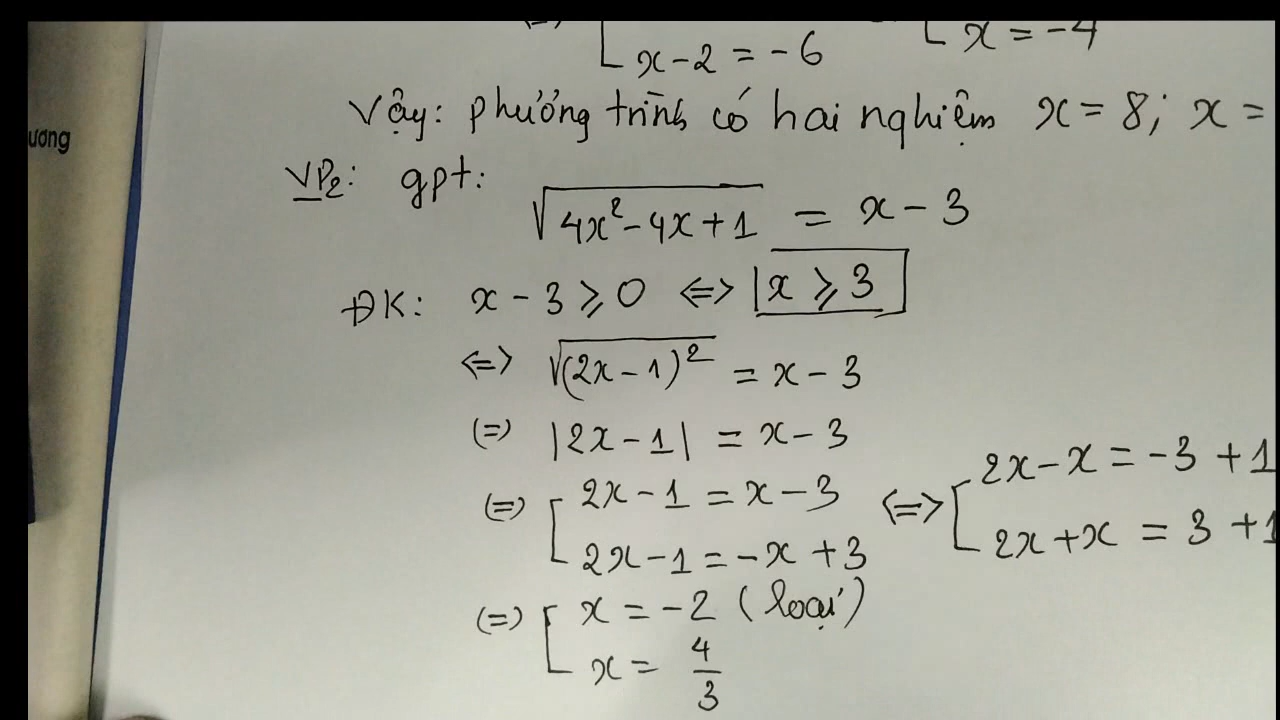 x-2 = -6 [x = -4
Vậy: phương trình có hai nghiệm x = 8; x =
ương
VP2: gpt:
√4x²-4x+1 = x - 3
ĐK: x - 3 ⩾ 0 <=> x ⩾ 3
<=> √(2x-1)² = x - 3
(=) |2x-1| = x-3
(=) [2x-1 = x-3 <=> [2x-x = -3 +1
2x-1 = -x +3 2x+x = 3 +1
(=) [x = -2 (loại)
x = 4/3